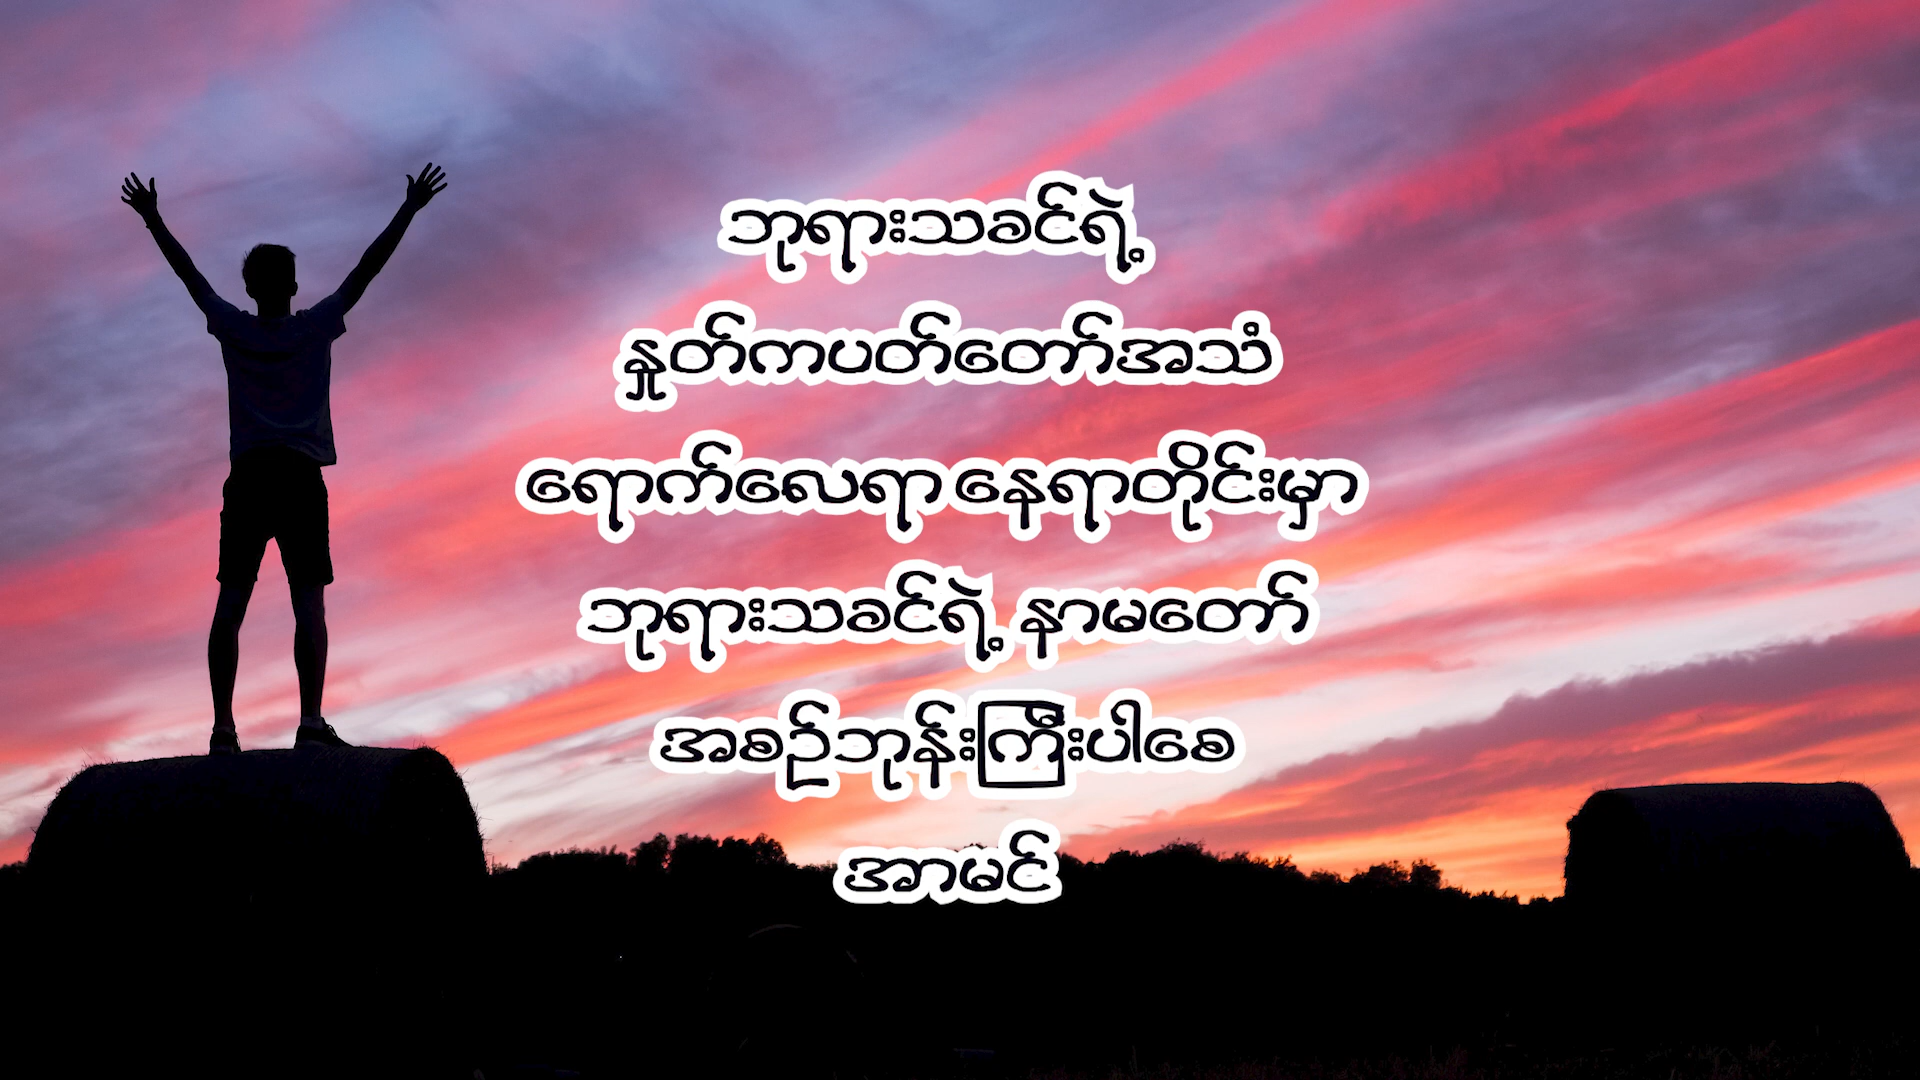 ဘုရားသခင်ရဲ့
နှုတ်ကပတ်တော်အသံ
ရောက်လေရာ နေရာတိုင်းမှာ
ဘုရားသခင်ရဲ့ နာမတော်
အစဉ်ဘုန်းကြီးပါစေ
အာမင်